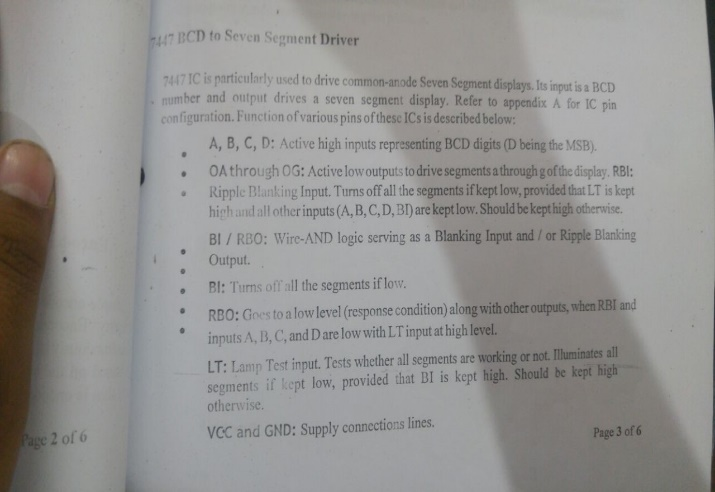 7447 BCD to Seven Segment Driver
7447 IC is particularly used to drive common-anode Seven Segment displays. Its input is a BCD
number and output drives a seven segment display. Refer to appendix A for IC pin
configuration. Function of various pins of these ICs is described below:
• A, B, C, D: Active high inputs representing BCD digits (D being the MSB).
• OA through OG: Active low outputs to drive segments a through g of the display. RBI:
• Ripple Blanking Input. Turns off all the segments if kept low, provided that LT is kept
high and all other inputs (A, B, C, D, BI) are kept low. Should be kept high otherwise.
• BI / RBO: Wire-AND logic serving as a Blanking Input and / or Ripple Blanking
• Output.
• BI: Turns off all the segments if low.
• RBO: Goes to a low level (response condition) along with other outputs, when RBI and
• inputs A, B, C, and D are low with LT input at high level.
LT: Lamp Test input. Tests whether all segments are working or not. Illuminates all
segments if kept low, provided that BI is kept high. Should be kept high
otherwise.
VCC and GND: Supply connections lines.
Page 3 of 6
Page 2 of 6